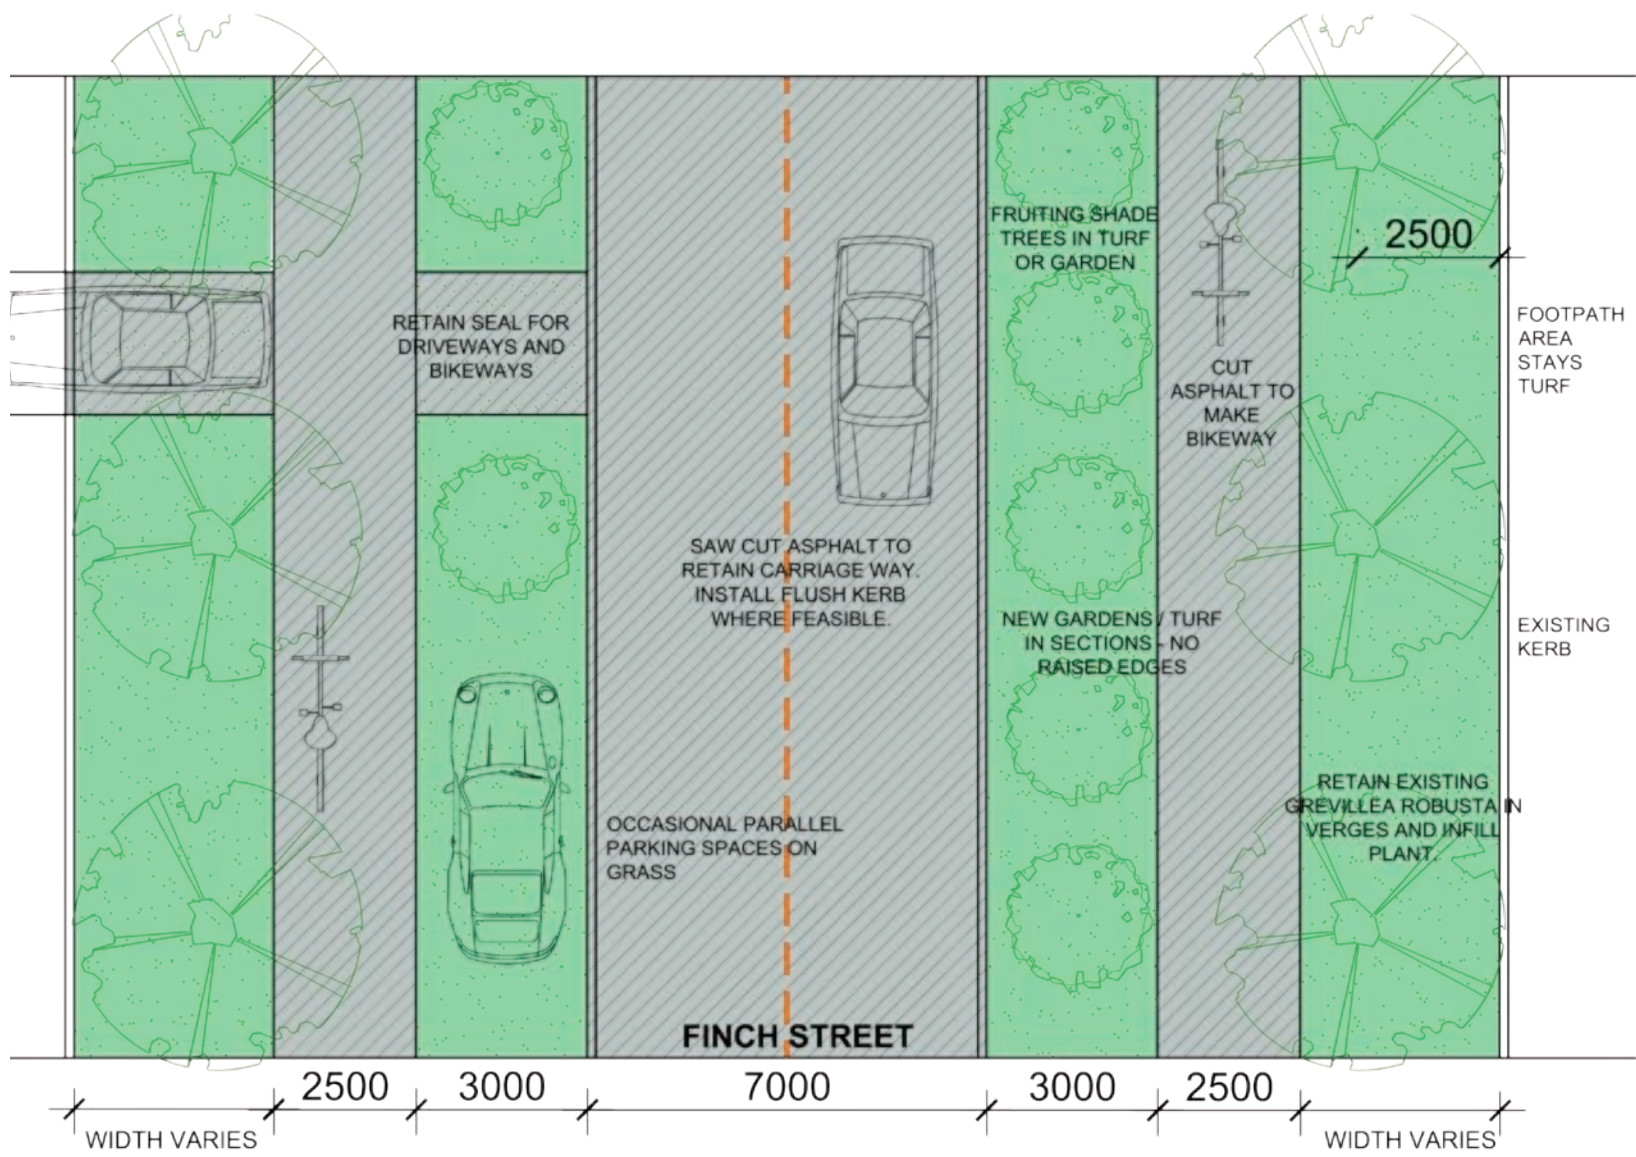 FRUITING SHADE
TREES IN TURF
OR GARDEN
2500
RETAIN SEAL FOR
DRIVEWAYS AND
BIKEWAYS
FOOTPATH
AREA
STAYS
TURF
CUT
ASPHALT TO
MAKE
BIKEWAY
SAW CUT ASPHALT TO
RETAIN CARRIAGE WAY.
INSTALL FLUSH KERB
WHERE FEASIBLE.
NEW GARDENS / TURF
IN SECTIONS - NO
RAISED EDGES
EXISTING
KERB
RETAIN EXISTING
GREVILLEA ROBUSTA IN
VERGES AND INFILL
PLANT.
OCCASIONAL PARALLEL
PARKING SPACES ON
GRASS
FINCH STREET
2500 3000 7000 3000 2500
WIDTH VARIES WIDTH VARIES